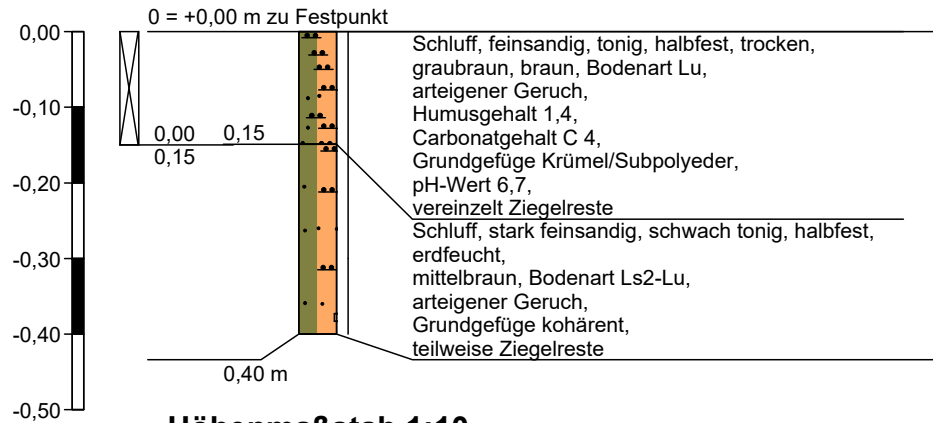 0 = +0,00 m zu Festpunkt
0,00
-0,10
-0,20
-0,30
-0,40
-0,50
0,00 0,15
0,15
Schluff, feinsandig, tonig, halbfest, trocken,
graubraun, braun, Bodenart Lu,
arteigener Geruch,
Humusgehalt 1,4,
Carbonatgehalt C 4,
Grundgefüge Krümel/Subpolyeder,
pH-Wert 6,7,
vereinzelt Ziegelreste
Schluff, stark feinsandig, schwach tonig, halbfest,
erdfeucht,
mittelbraun, Bodenart Ls2-Lu,
arteigener Geruch,
Grundgefüge kohärent,
teilweise Ziegelreste
0,40 m
Höhenmaßstab 1:10